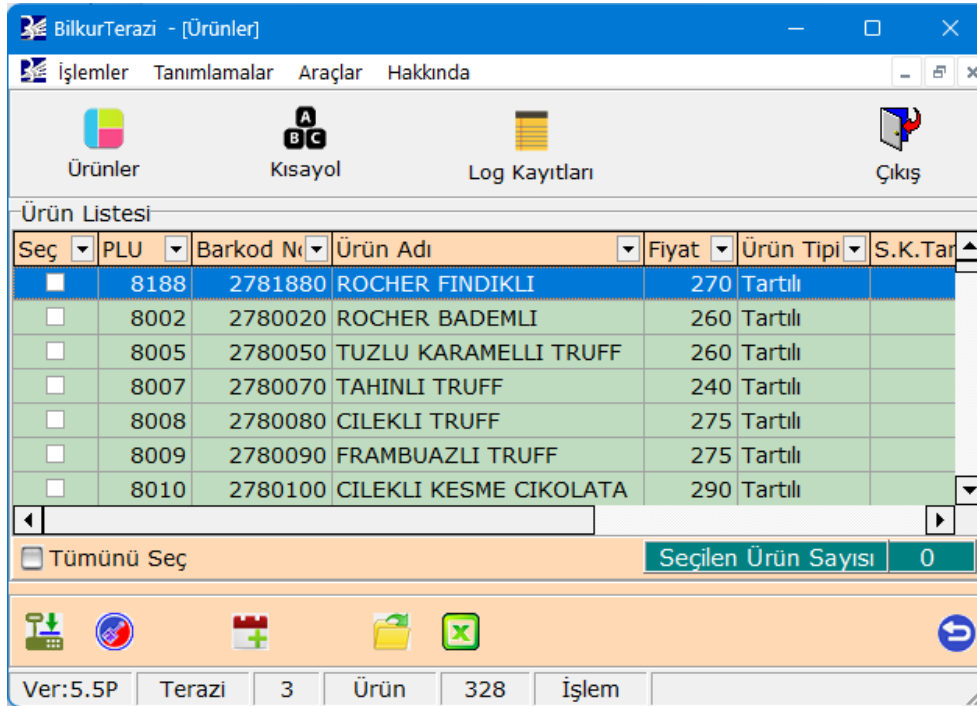 BilkurTerazi - [Ürünler]
İşlemler Tanımlamalar Araçlar Hakkında
Ürünler Kısayol Log Kayıtları Çıkış
Ürün Listesi
Seç PLU Barkod No Ürün Adı Fiyat Ürün Tipi S.K.Tar
8188 2781880 ROCHER FINDIKLI 270 Tartılı
8002 2780020 ROCHER BADEMLI 260 Tartılı
8005 2780050 TUZLU KARAMELLI TRUFF 260 Tartılı
8007 2780070 TAHINLI TRUFF 240 Tartılı
8008 2780080 CILEKLI TRUFF 275 Tartılı
8009 2780090 FRAMBUAZLI TRUFF 275 Tartılı
8010 2780100 CILEKLI KESME CIKOLATA 290 Tartılı
Tümünü Seç Seçilen Ürün Sayısı 0
Ver:5.5P Terazi 3 Ürün 328 İşlem